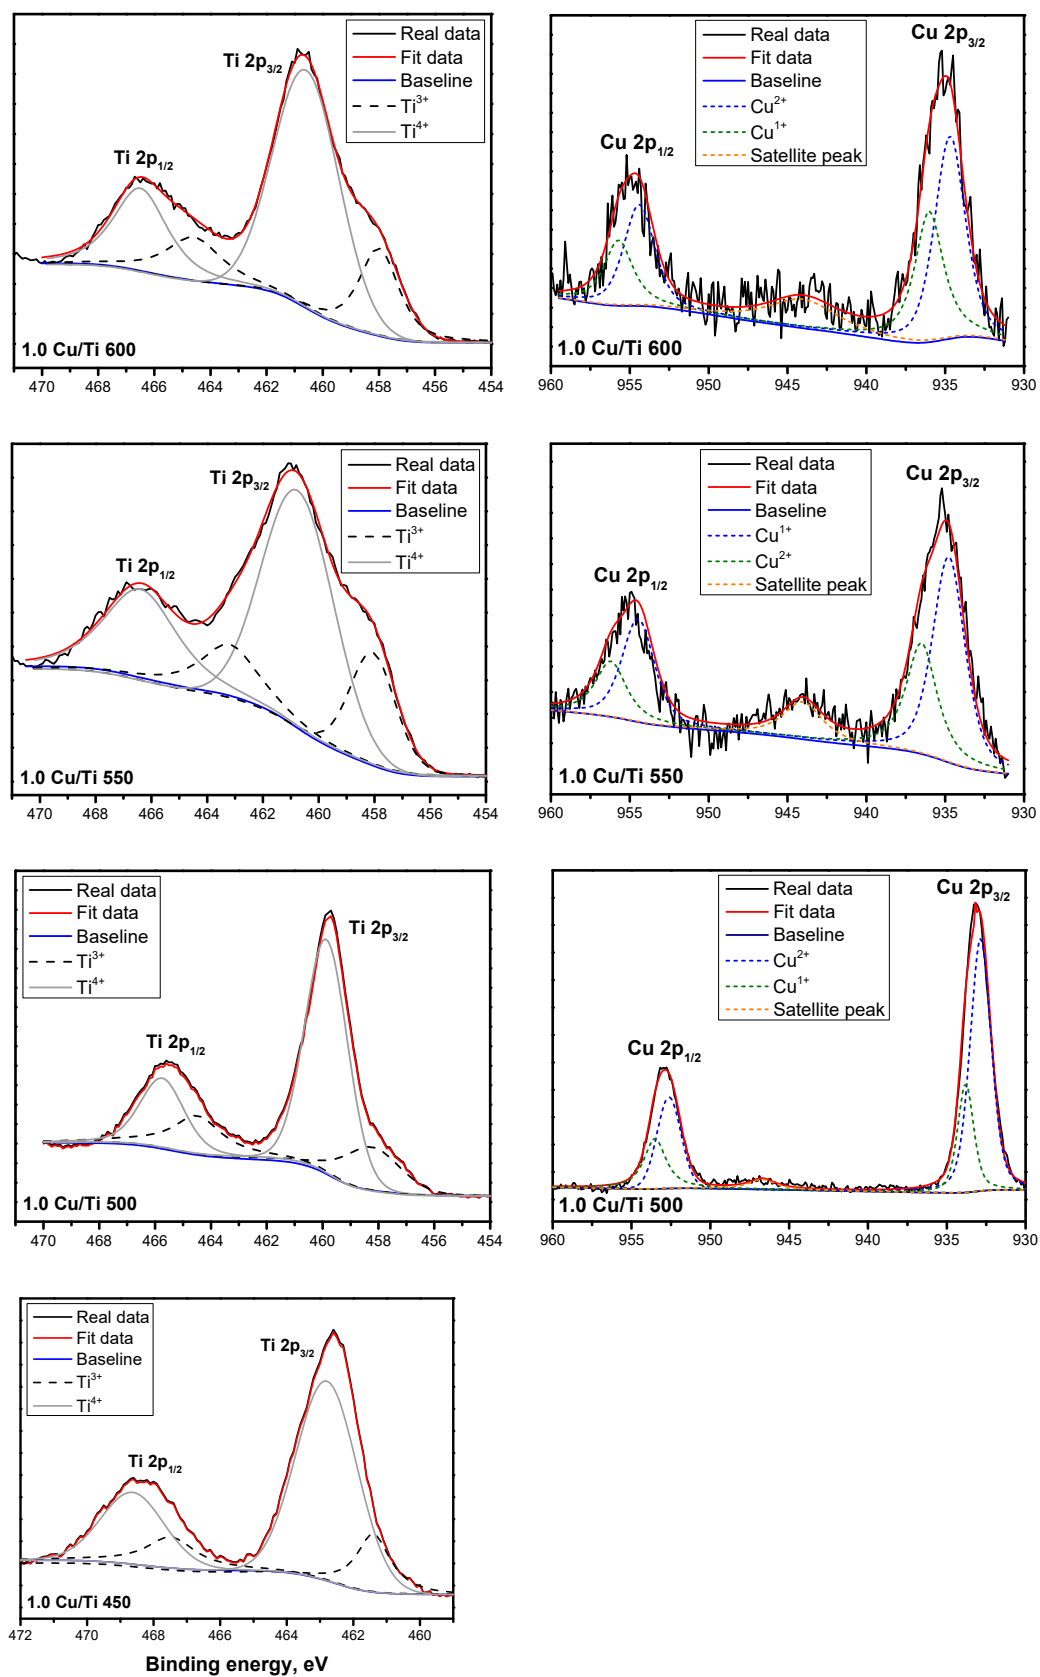 Ti 2p3/2
Ti 2p1/2
Real data
Fit data
Baseline
Ti3+
Ti4+
1.0 Cu/Ti 600
470 468 466 464 462 460 458 456 454
Cu 2p3/2
Cu 2p1/2
Real data
Fit data
Baseline
Cu2+
Cu1+
Satellite peak
1.0 Cu/Ti 600
960 955 950 945 940 935 930
Ti 2p3/2
Ti 2p1/2
Real data
Fit data
Baseline
Ti3+
Ti4+
1.0 Cu/Ti 550
470 468 466 464 462 460 458 456 454
Cu 2p3/2
Cu 2p1/2
Real data
Fit data
Baseline
Cu1+
Cu2+
Satellite peak
1.0 Cu/Ti 550
960 955 950 945 940 935 930
Real data
Fit data
Baseline
Ti3+
Ti4+
Ti 2p3/2
Ti 2p1/2
1.0 Cu/Ti 500
470 468 466 464 462 460 458 456 454
Real data
Fit data
Baseline
Cu2+
Cu1+
Satellite peak
Cu 2p3/2
Cu 2p1/2
1.0 Cu/Ti 500
960 955 950 945 940 935 930
Real data
Fit data
Baseline
Ti3+
Ti4+
Ti 2p3/2
Ti 2p1/2
1.0 Cu/Ti 450
472 470 468 466 464 462 460
Binding energy, eV